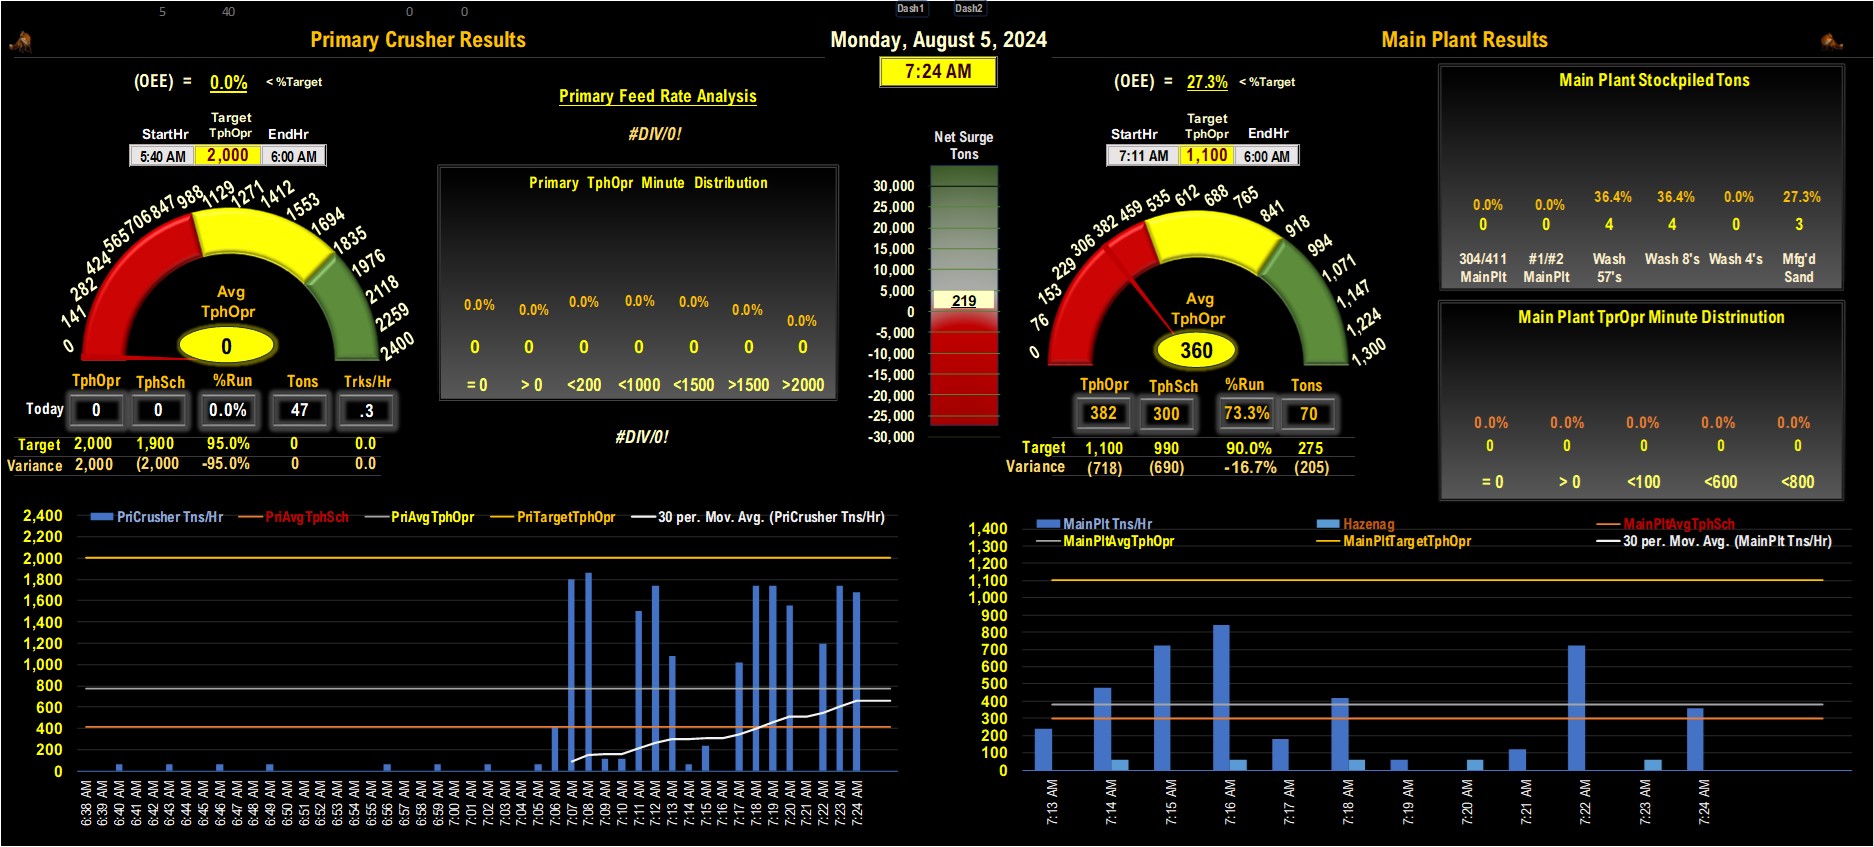 5 40 0 0 Dash1 Dash2
Primary Crusher Results
Monday, August 5, 2024
Main Plant Results
7:24 AM
(OEE) = 0.0% < %Target
Target
StartHr TphOpr EndHr
5:40 AM 2,000 6:00 AM
0 141 282 424 565 706 847 988 1129 1271 1412 1553 1694 1835 1976 2118 2259 2400
Avg
TphOpr
0
TphOpr TphSch %Run Tons Trks/Hr
Today 0 0 0.0% 47 .3
Target 2,000 1,900 95.0% 0 0.0
Variance 2,000 (2,000 -95.0% 0 0.0
Primary Feed Rate Analysis
#DIV/0!
Primary TphOpr Minute Distribution
0.0% 0.0% 0.0% 0.0% 0.0% 0.0% 0.0%
0 0 0 0 0 0 0
= 0 > 0 <200 <1000 <1500 >1500 >2000
#DIV/0!
Net Surge
Tons
30,000
25,000
20,000
15,000
10,000
5,000
219
0
-5,000
-10,000
-15,000
-20,000
-25,000
-30,000
(OEE) = 27.3% < %Target
Target
StartHr TphOpr EndHr
7:11 AM 1,100 6:00 AM
0 76 153 229 306 382 459 535 612 688 765 841 918 994 1,071 1,147 1,224 1,300
Avg
TphOpr
360
TphOpr TphSch %Run Tons
382 300 73.3% 70
Target 1,100 990 90.0% 275
Variance (718) (690) -16.7% (205)
Main Plant Stockpiled Tons
0.0% 0.0% 36.4% 36.4% 0.0% 27.3%
0 0 4 4 0 3
304/411 #1/#2 Wash Wash 8's Wash 4's Mfg'd
MainPlt MainPlt 57's Sand
Main Plant TprOpr Minute Distrinution
0.0% 0.0% 0.0% 0.0% 0.0%
0 0 0 0 0
= 0 > 0 <100 <600 <800
PriCrusher Tns/Hr PriAvgTphSch PriAvgTphOpr PriTargetTphOpr 30 per. Mov. Avg. (PriCrusher Tns/Hr)
2,400
2,200
2,000
1,800
1,600
1,400
1,200
1,000
800
600
400
200
0
6:38 AM 6:39 AM 6:40 AM 6:41 AM 6:42 AM 6:43 AM 6:44 AM 6:45 AM 6:46 AM 6:47 AM 6:48 AM 6:49 AM 6:50 AM 6:51 AM 6:52 AM 6:53 AM 6:54 AM 6:55 AM 6:56 AM 6:57 AM 6:58 AM 6:59 AM 7:00 AM 7:01 AM 7:02 AM 7:03 AM 7:04 AM 7:05 AM 7:06 AM 7:07 AM 7:08 AM 7:09 AM 7:10 AM 7:11 AM 7:12 AM 7:13 AM 7:14 AM 7:15 AM 7:16 AM 7:17 AM 7:18 AM 7:19 AM 7:20 AM 7:21 AM 7:22 AM 7:23 AM 7:24 AM
MainPlt Tns/Hr Hazenag MainPltAvgTphSch
MainPltAvgTphOpr MainPltTargetTphOpr 30 per. Mov. Avg. (MainPlt Tns/Hr)
1,400
1,300
1,200
1,100
1,000
900
800
700
600
500
400
300
200
100
0
7:13 AM 7:14 AM 7:15 AM 7:16 AM 7:17 AM 7:18 AM 7:19 AM 7:20 AM 7:21 AM 7:22 AM 7:23 AM 7:24 AM